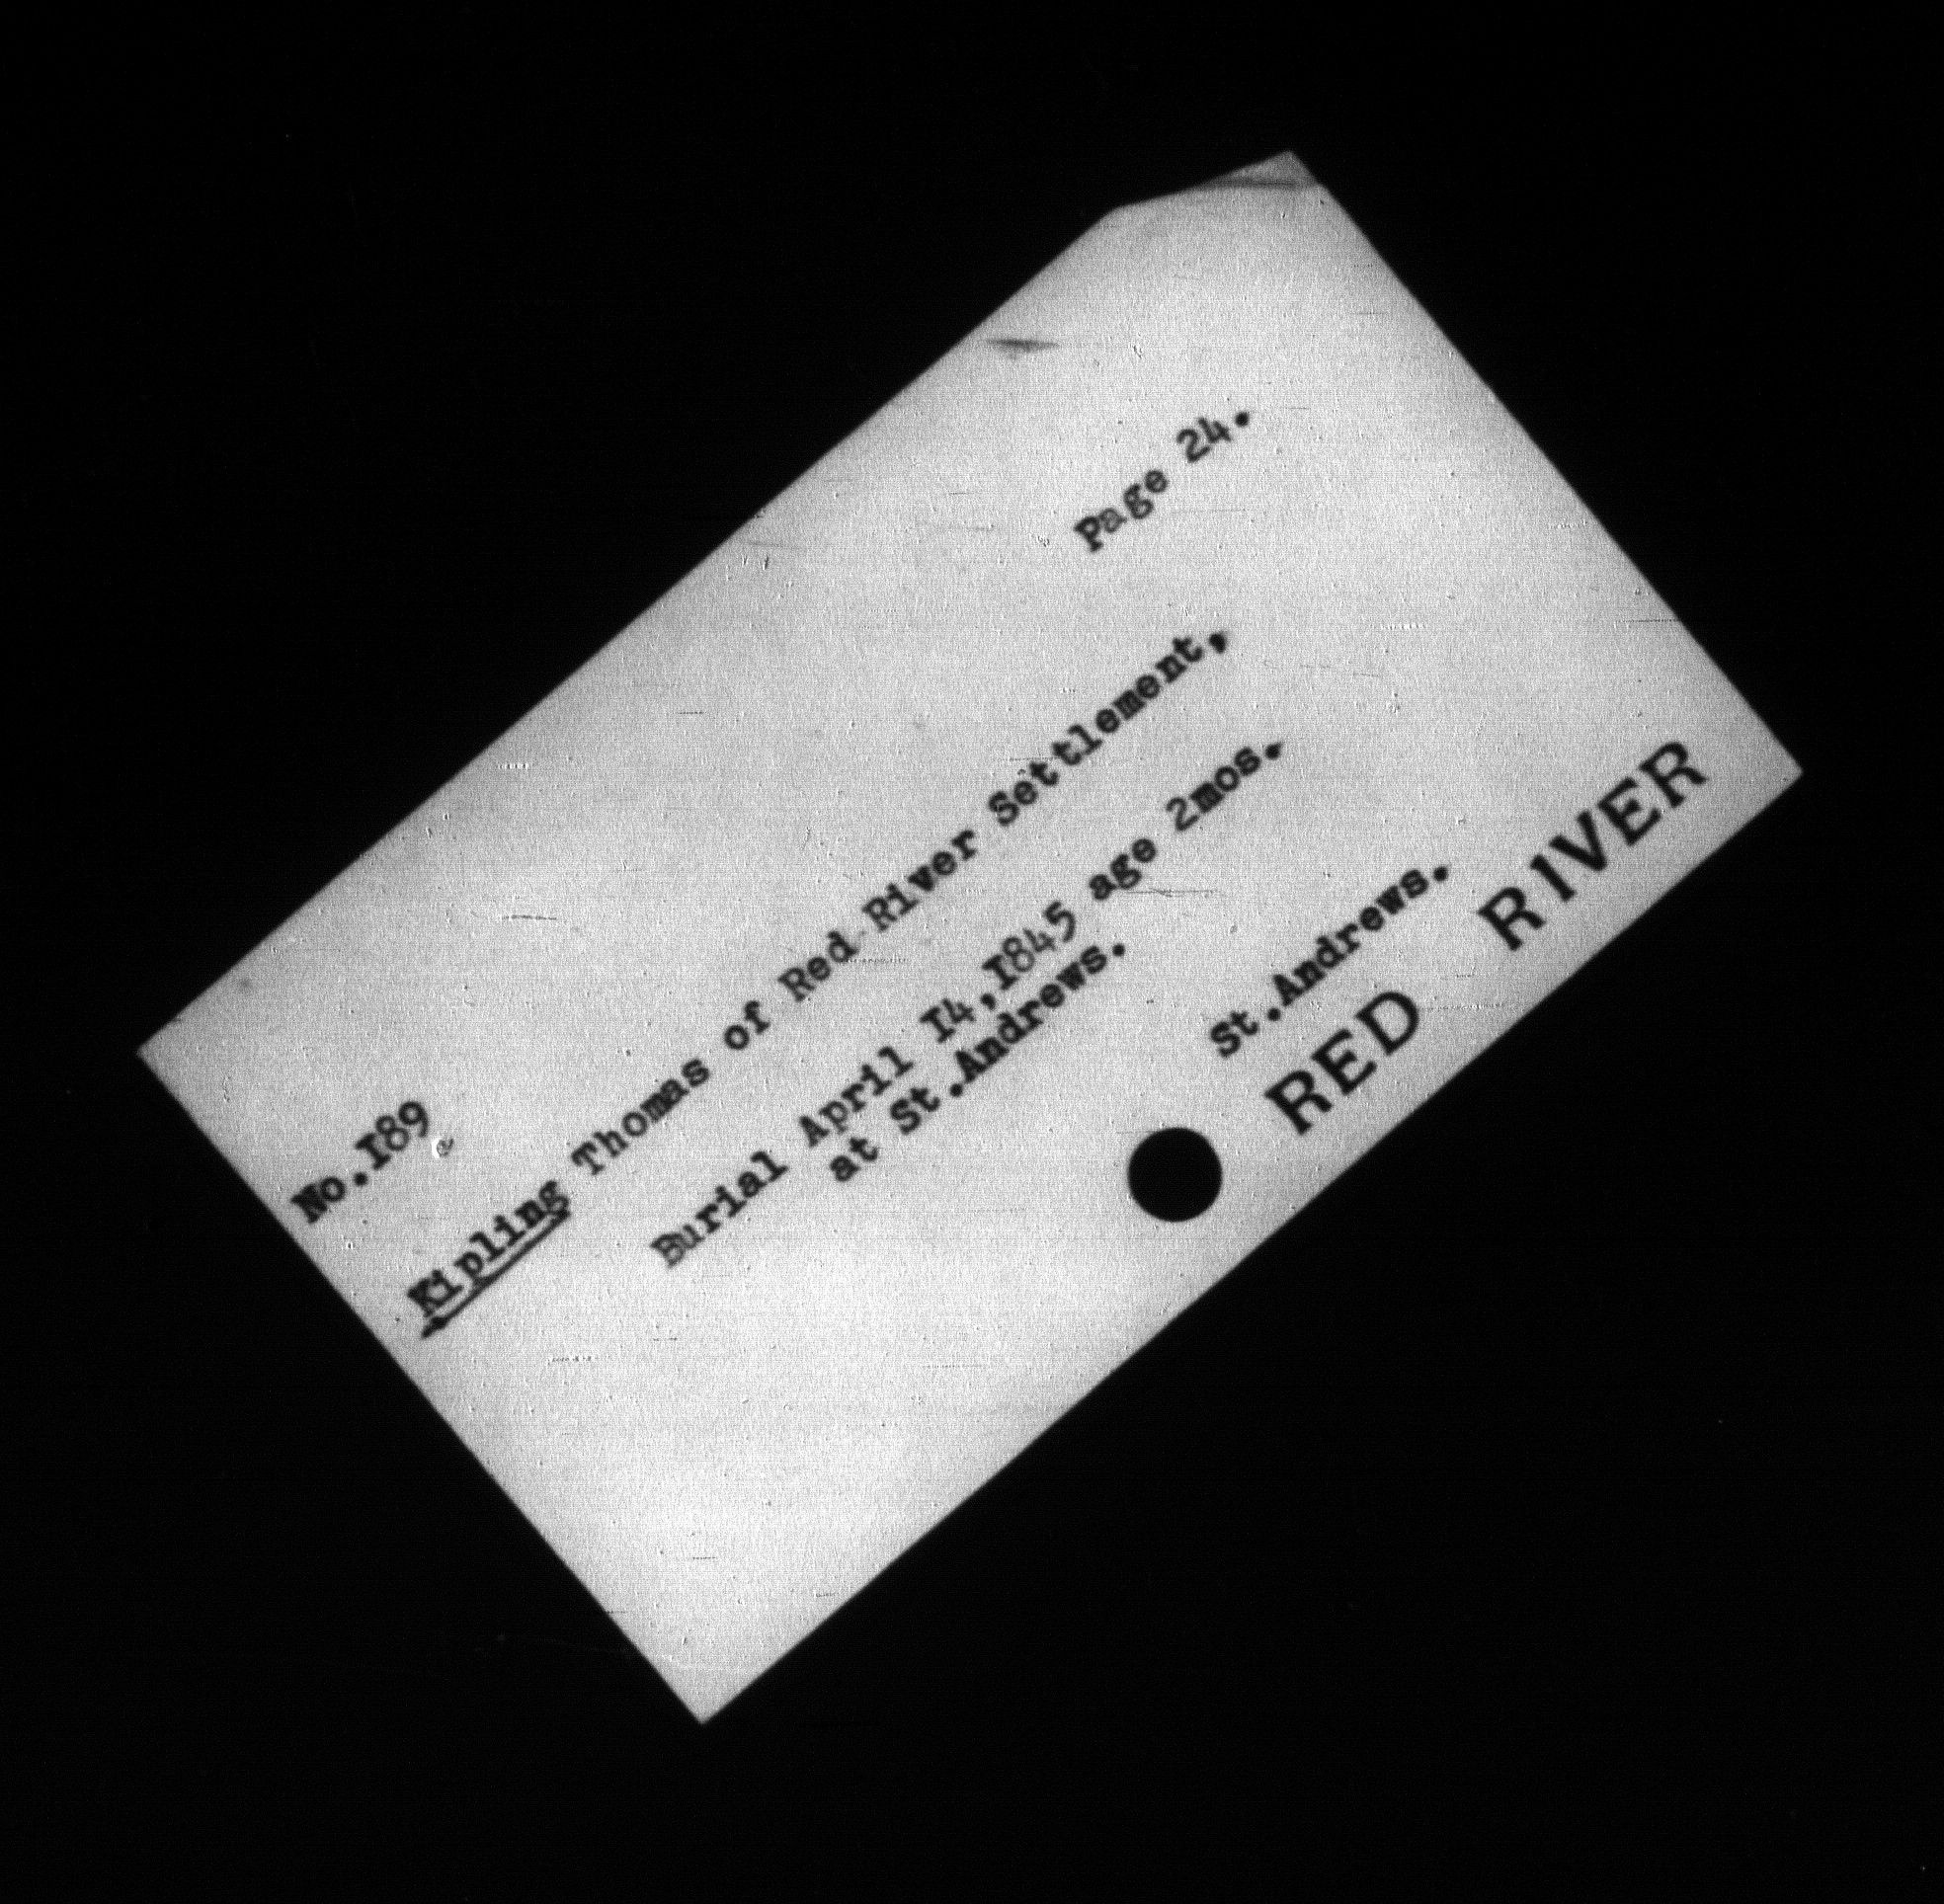 No.I89 Page 24.
Kipling Thomas of Red River Settlement,
Burial April I4,I845 age 2mos.
at St.Andrews.
St.Andrews.
RED RIVER